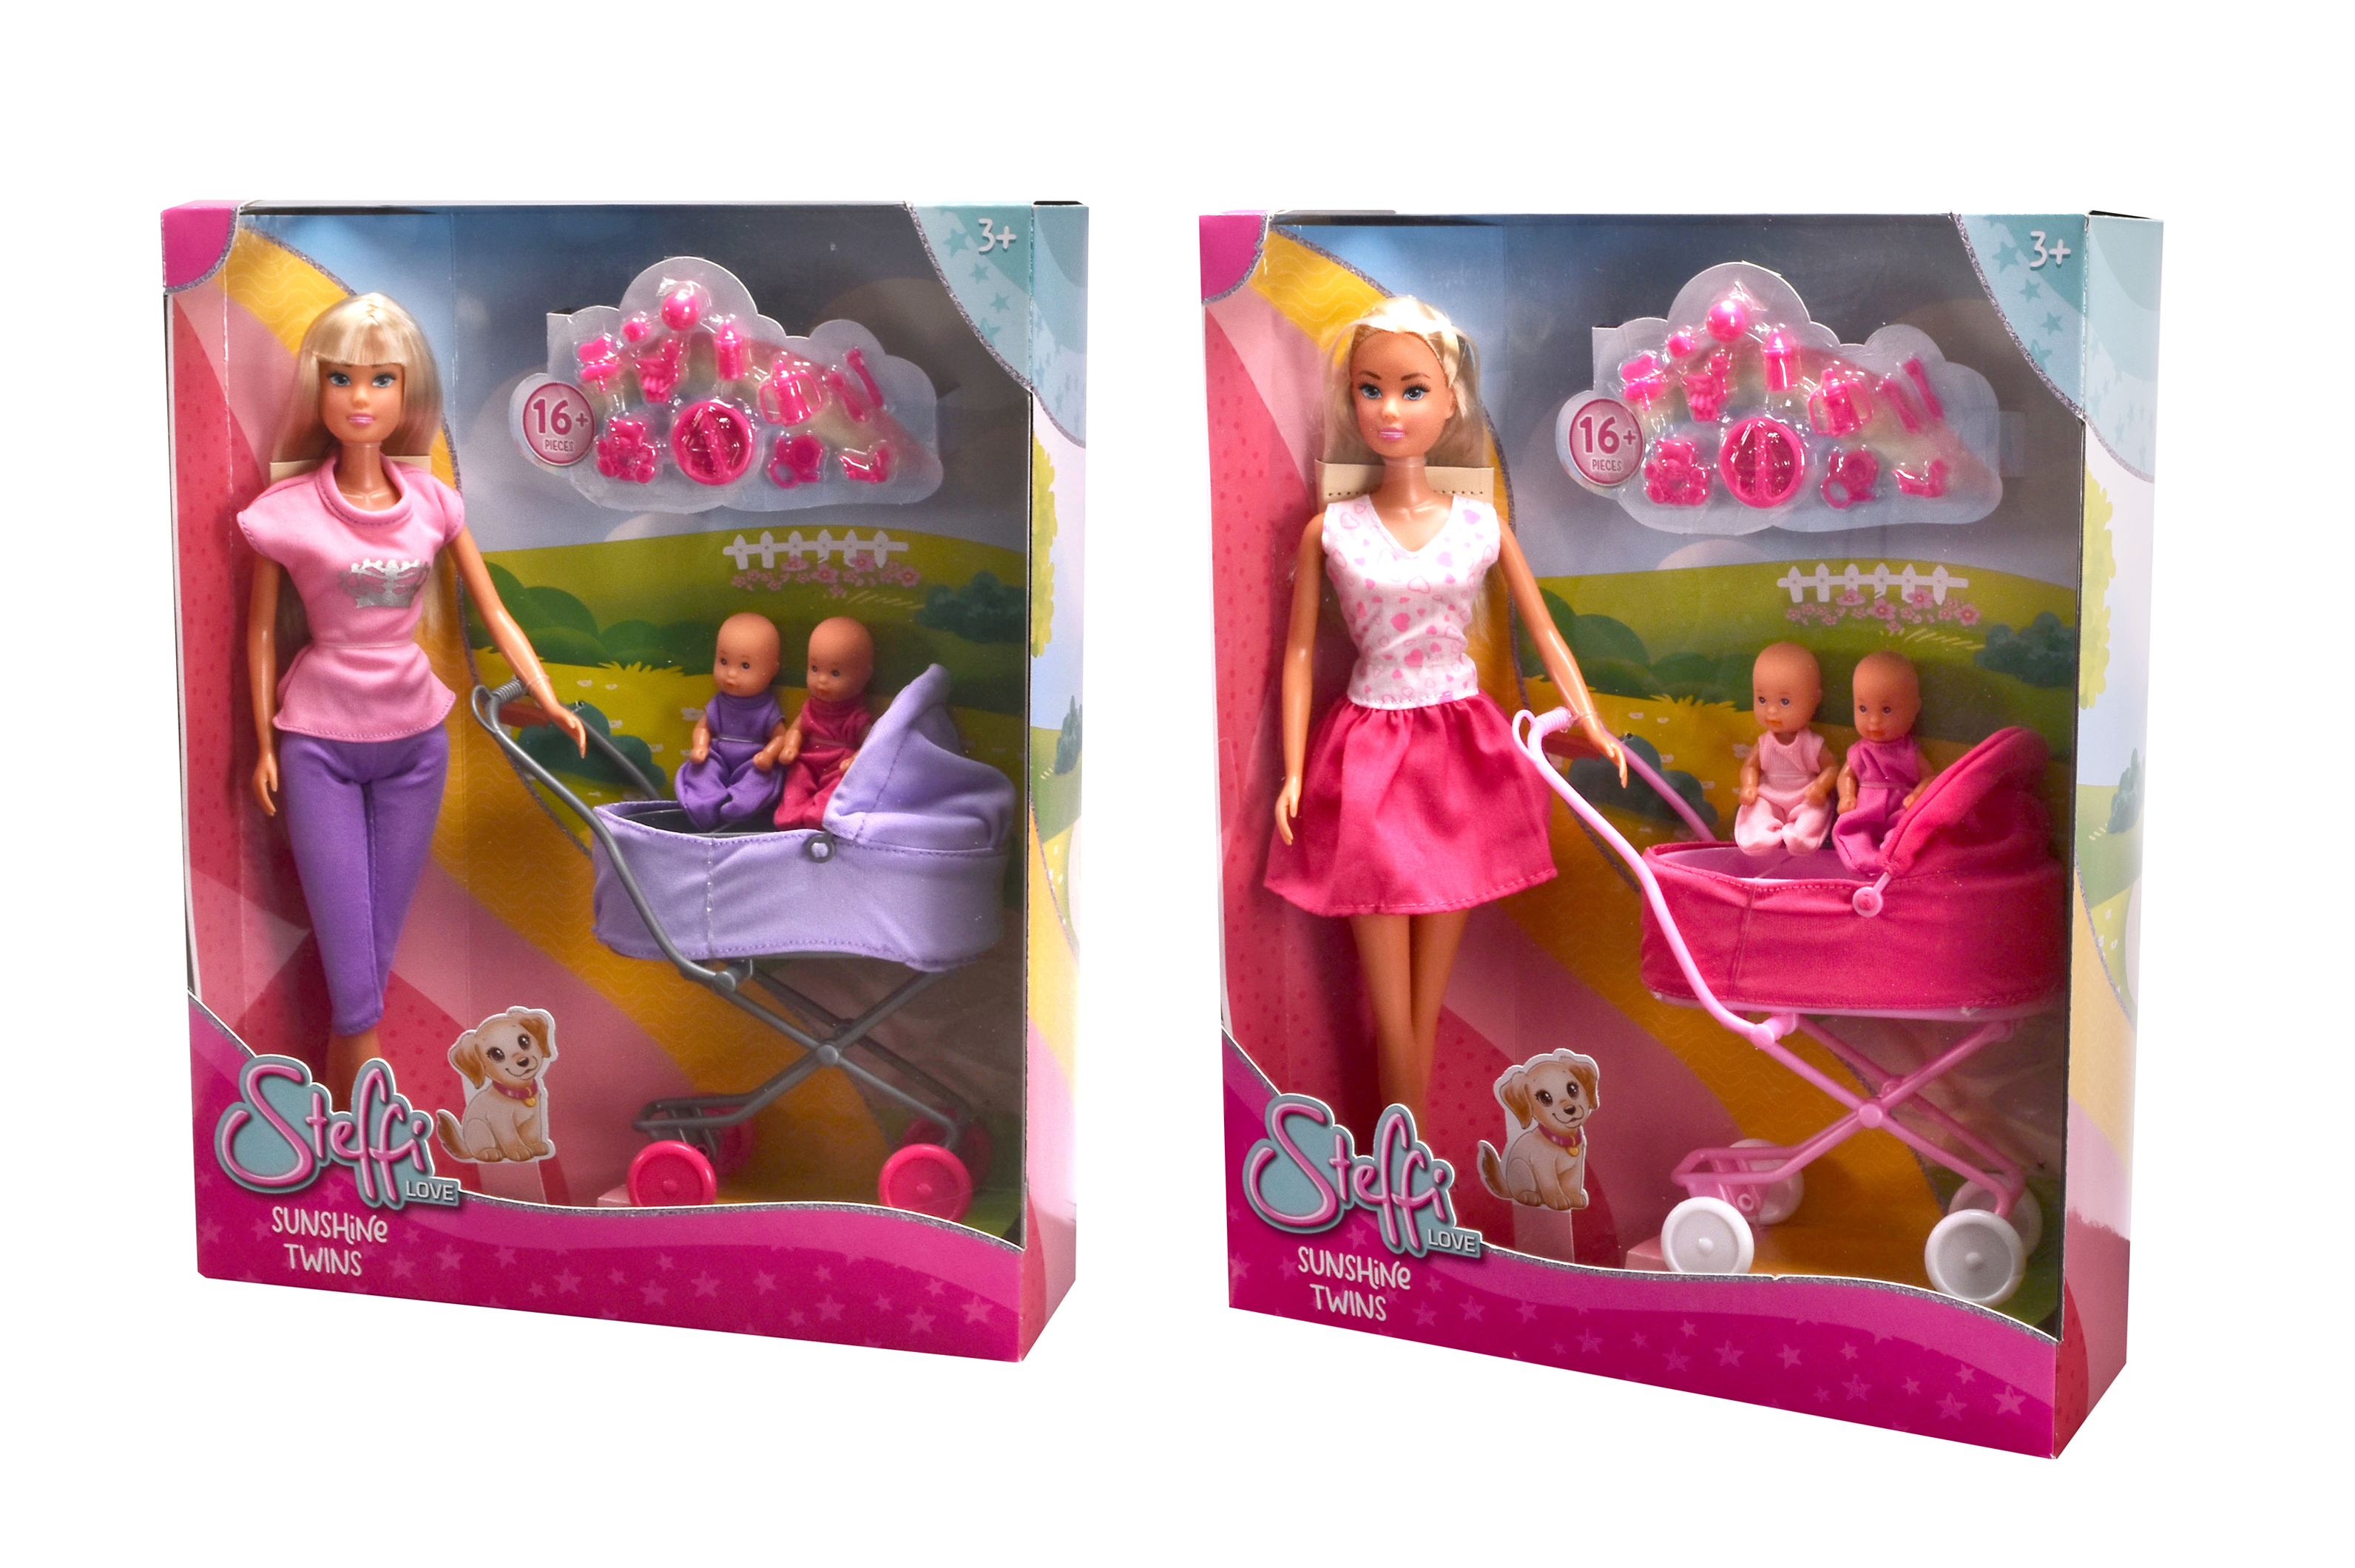 3+
16+
PIECES
Steffi
LOVE
SUNSHiNe
TWiNS
3+
16+
PIECES
Steffi
LOVE
SUNSHiNe
TWiNS